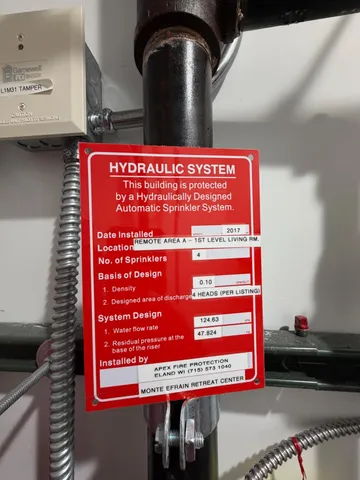 L1M31 TAMPER
HYDRAULIC SYSTEM
This building is protected
by a Hydraulically Designed
Automatic Sprinkler System.
Date Installed 2017
Location REMOTE AREA A - 1ST LEVEL LIVING RM.
No. of Sprinklers 4
Basis of Design
1. Density 0.10
2. Designed area of discharge 4 HEADS (PER LISTING)
System Design
1. Water flow rate 124.63
2. Residual pressure at the base of the riser 47.824
Installed by
APEX FIRE PROTECTION
ELAND WI (715) 573 1040
MONTE EFRAIN RETREAT CENTER